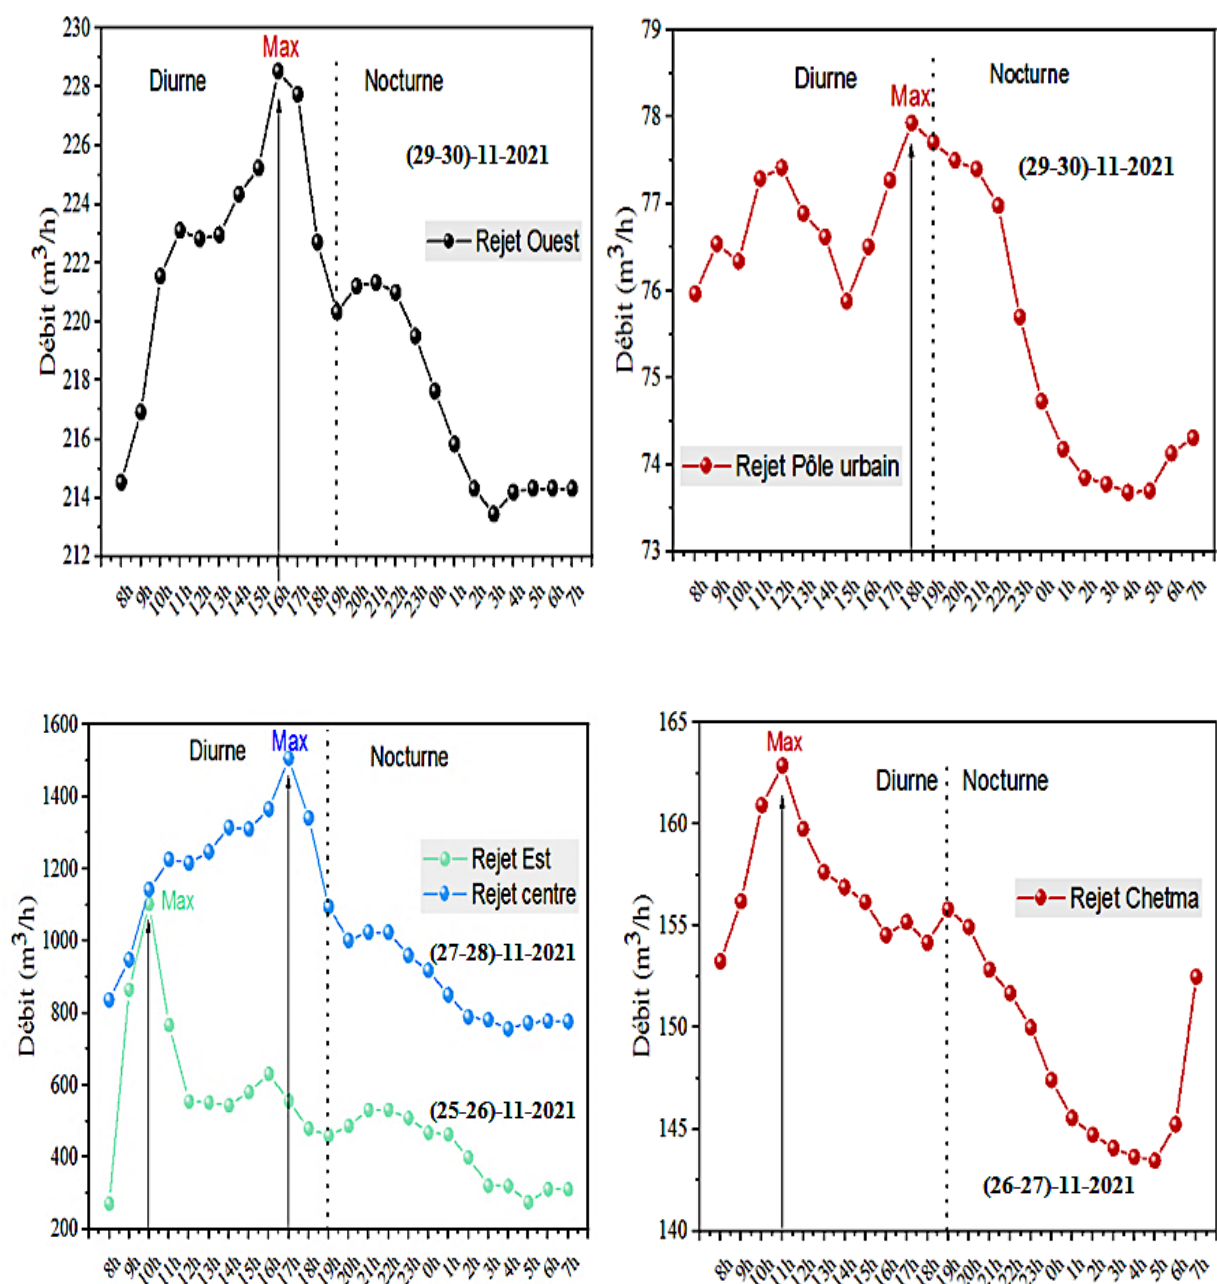 230
228
226
224
222
220
218
216
214
212
Débit (m³/h)
Max
Diurne
Nocturne
(29-30)-11-2021
Rejet Ouest
8h 9h 10h 11h 12h 13h 14h 15h 16h 17h 18h 19h 20h 21h 22h 23h 0h 1h 2h 3h 4h 5h 6h 7h
79
78
77
76
75
74
73
Débit (m³/h)
Diurne
Nocturne
Max
(29-30)-11-2021
Rejet Pôle urbain
8h 9h 10h 11h 12h 13h 14h 15h 16h 17h 18h 19h 20h 21h 22h 23h 0h 1h 2h 3h 4h 5h 6h 7h
1600
1400
1200
1000
800
600
400
200
Débit (m³/h)
Max
Diurne
Nocturne
Rejet Est
Rejet centre
Max
(27-28)-11-2021
(25-26)-11-2021
8h 9h 10h 11h 12h 13h 14h 15h 16h 17h 18h 19h 20h 21h 22h 23h 0h 1h 2h 3h 4h 5h 6h 7h
165
160
155
150
145
140
Débit (m³/h)
Max
Diurne
Nocturne
Rejet Chetma
(26-27)-11-2021
8h 9h 10h 11h 12h 13h 14h 15h 16h 17h 18h 19h 20h 21h 22h 23h 0h 1h 2h 3h 4h 5h 6h 7h